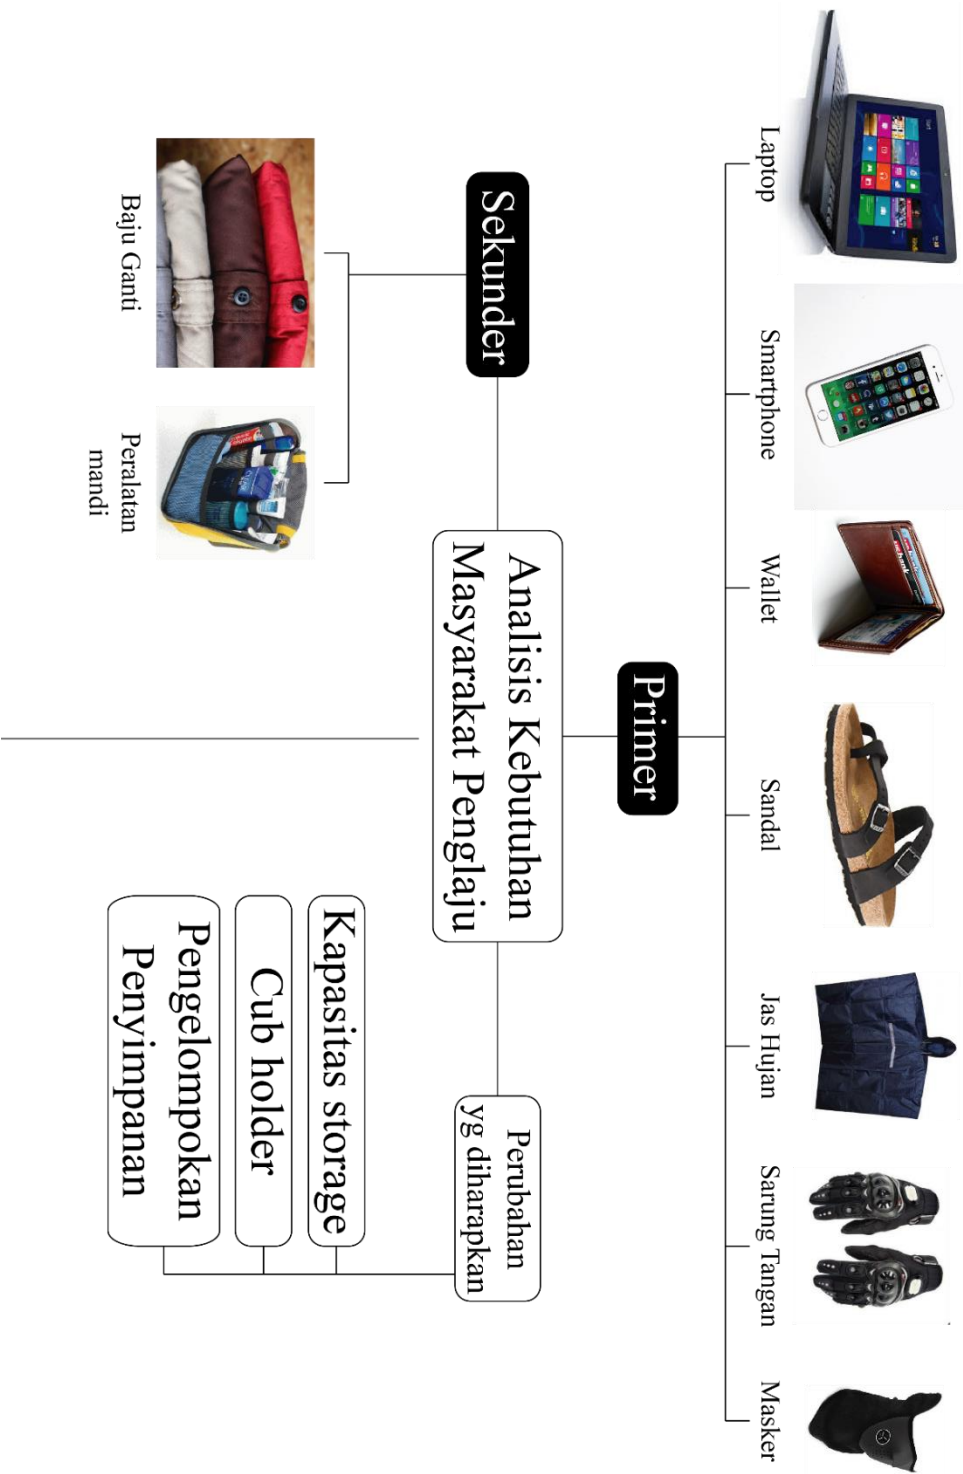 Laptop
Smartphone
Wallet
Sandal
Jas Hujan
Sarung Tangan
Masker
Primer
Sekunder
Analisis Kebutuhan
Masyarakat Penglaju
Perubahan
yg diharapkan
Baju Ganti
Peralatan
mandi
Kapasitas storage
Cub holder
Pengelompokan
Penyimpanan